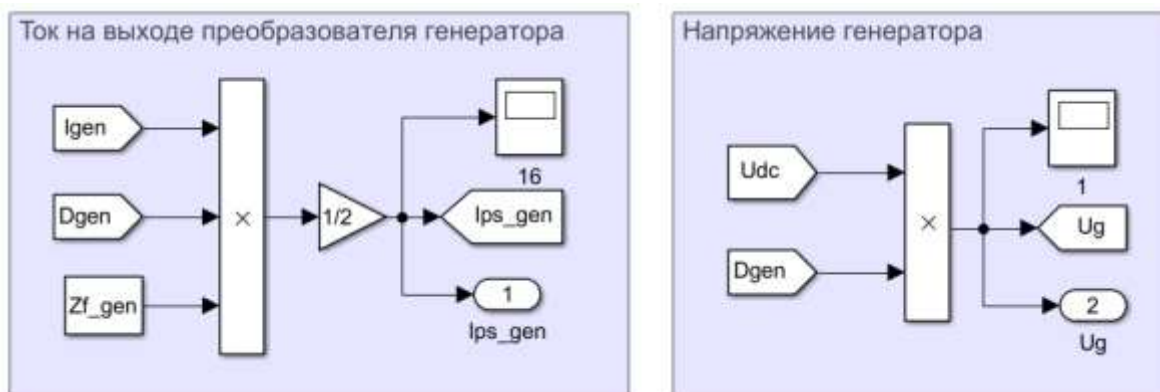 Ток на выходе преобразователя генератора
Igen
Dgen
Zf_gen
×
1/2
16
Ips_gen
1
Ips_gen
Напряжение генератора
Udc
Dgen
×
1
Ug
2
Ug